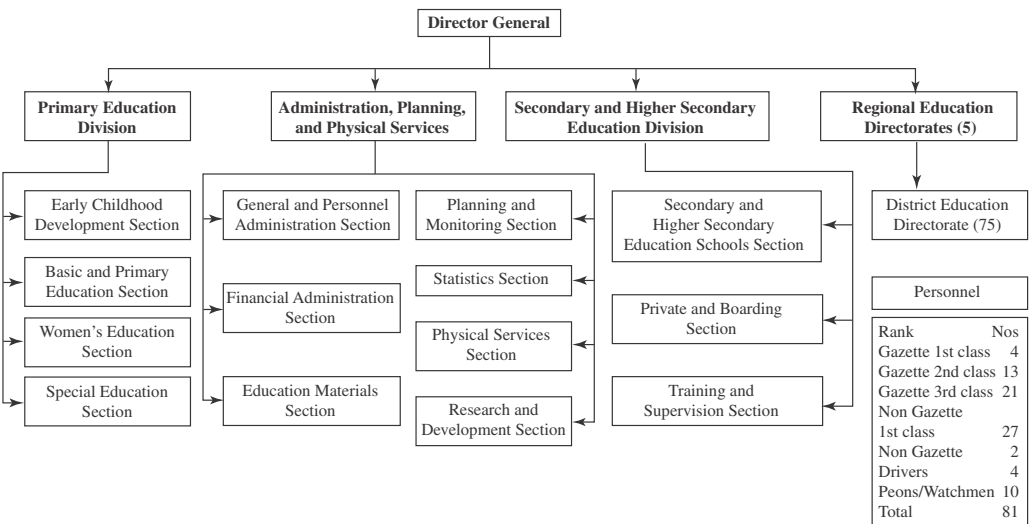 Director General
Primary Education
Division
Administration, Planning,
and Physical Services
Secondary and Higher Secondary
Education Division
Regional Education
Directorates (5)
Early Childhood
Development Section
Basic and Primary
Education Section
Women's Education
Section
Special Education
Section
General and Personnel
Administration Section
Financial Administration
Section
Education Materials
Section
Planning and
Monitoring Section
Statistics Section
Physical Services
Section
Research and
Development Section
Secondary and
Higher Secondary
Education Schools Section
Private and Boarding
Section
Training and
Supervision Section
District Education
Directorate (75)
Personnel
Rank Nos
Gazette 1st class 4
Gazette 2nd class 13
Gazette 3rd class 21
Non Gazette
1st class 27
Non Gazette 2
Drivers 4
Peons/Watchmen 10
Total 81